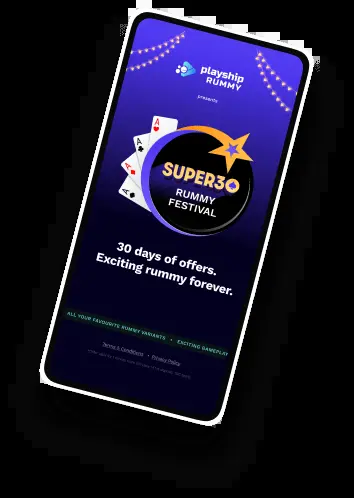 playship
RUMMY
presents
A
A
A
A
SUPER30
RUMMY
FESTIVAL
30 days of offers.
Exciting rummy forever.
ALL YOUR FAVOURITE RUMMY VARIANTS • EXCITING GAMEPLAY
Terms & Conditions • Privacy Policy